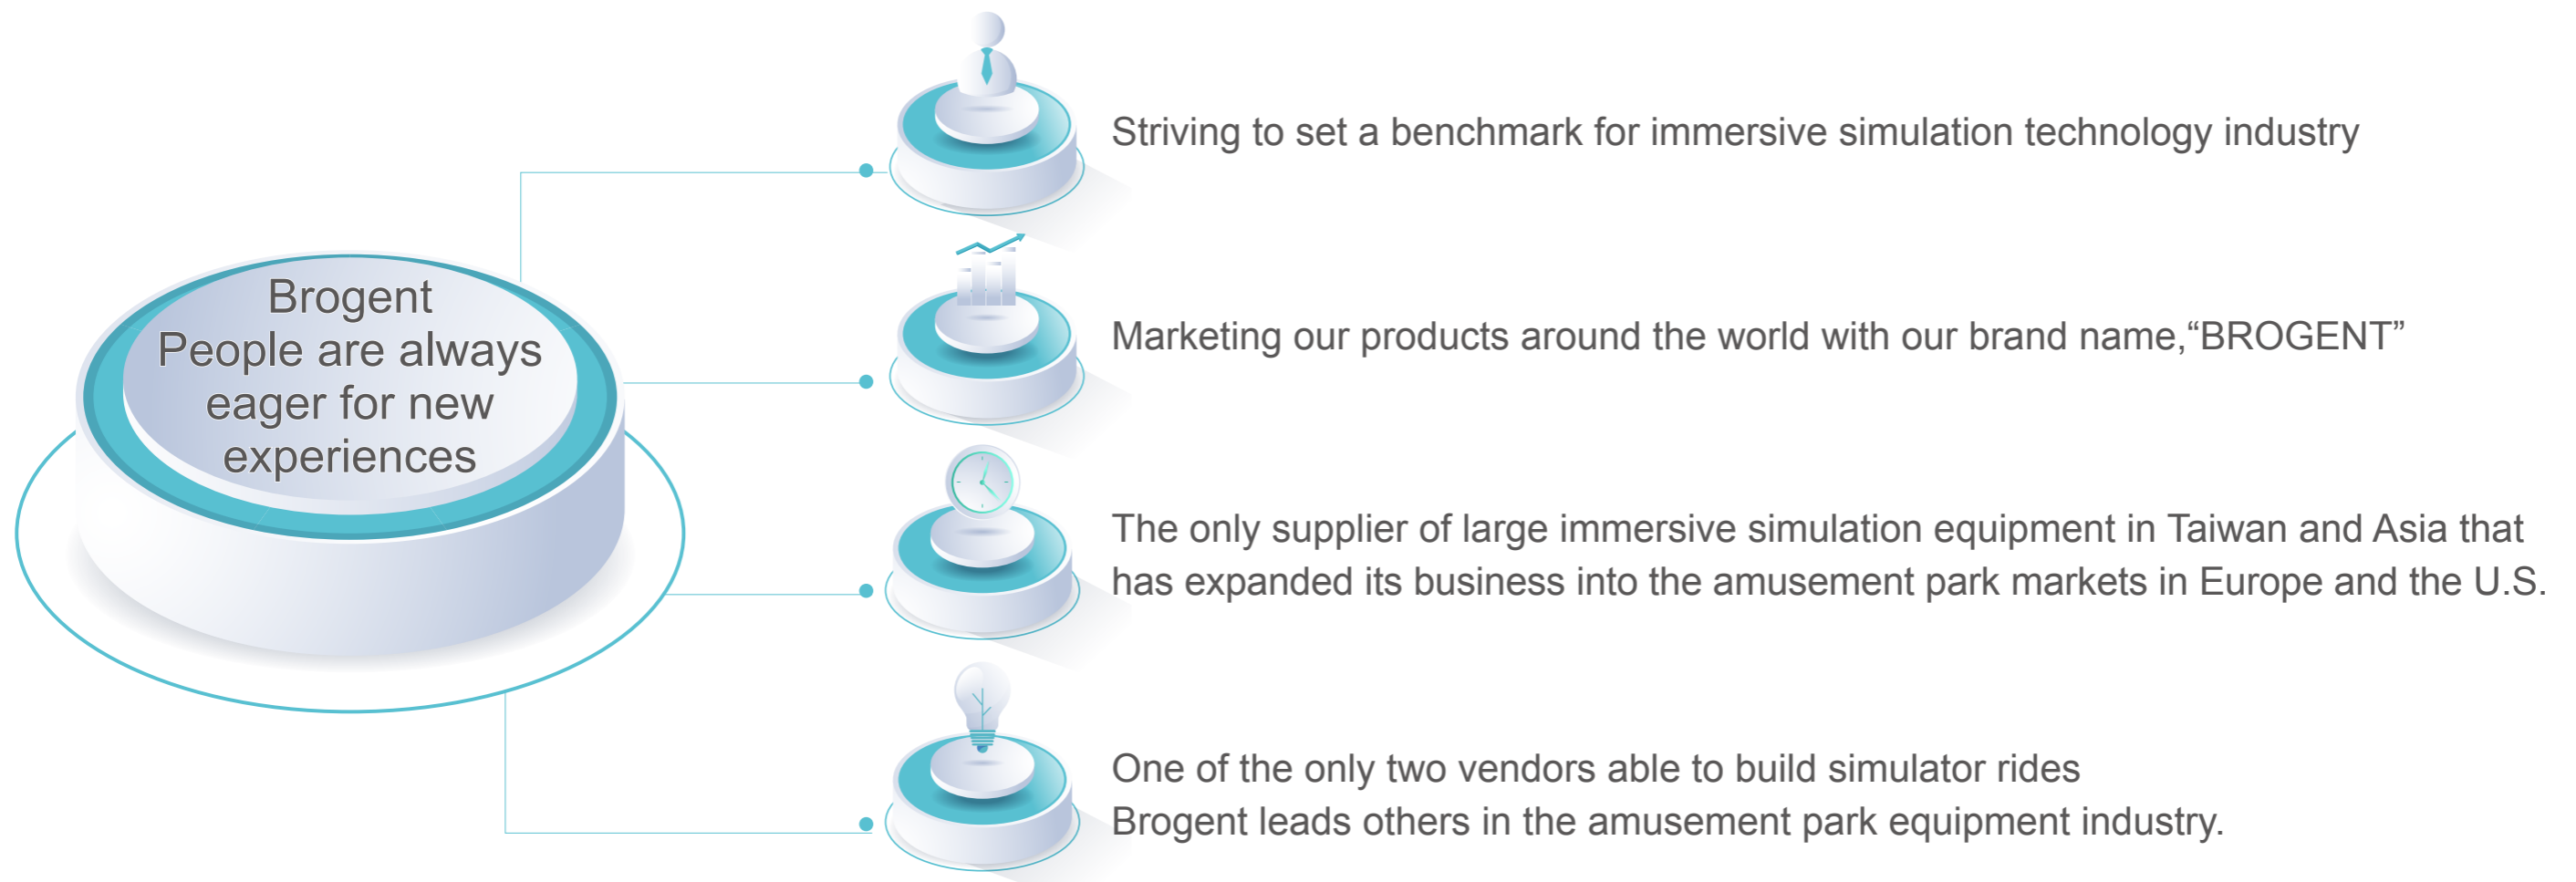 Brogent
People are always
eager for new
experiences
Striving to set a benchmark for immersive simulation technology industry
Marketing our products around the world with our brand name,“BROGENT”
The only supplier of large immersive simulation equipment in Taiwan and Asia that
has expanded its business into the amusement park markets in Europe and the U.S.
One of the only two vendors able to build simulator rides
Brogent leads others in the amusement park equipment industry.